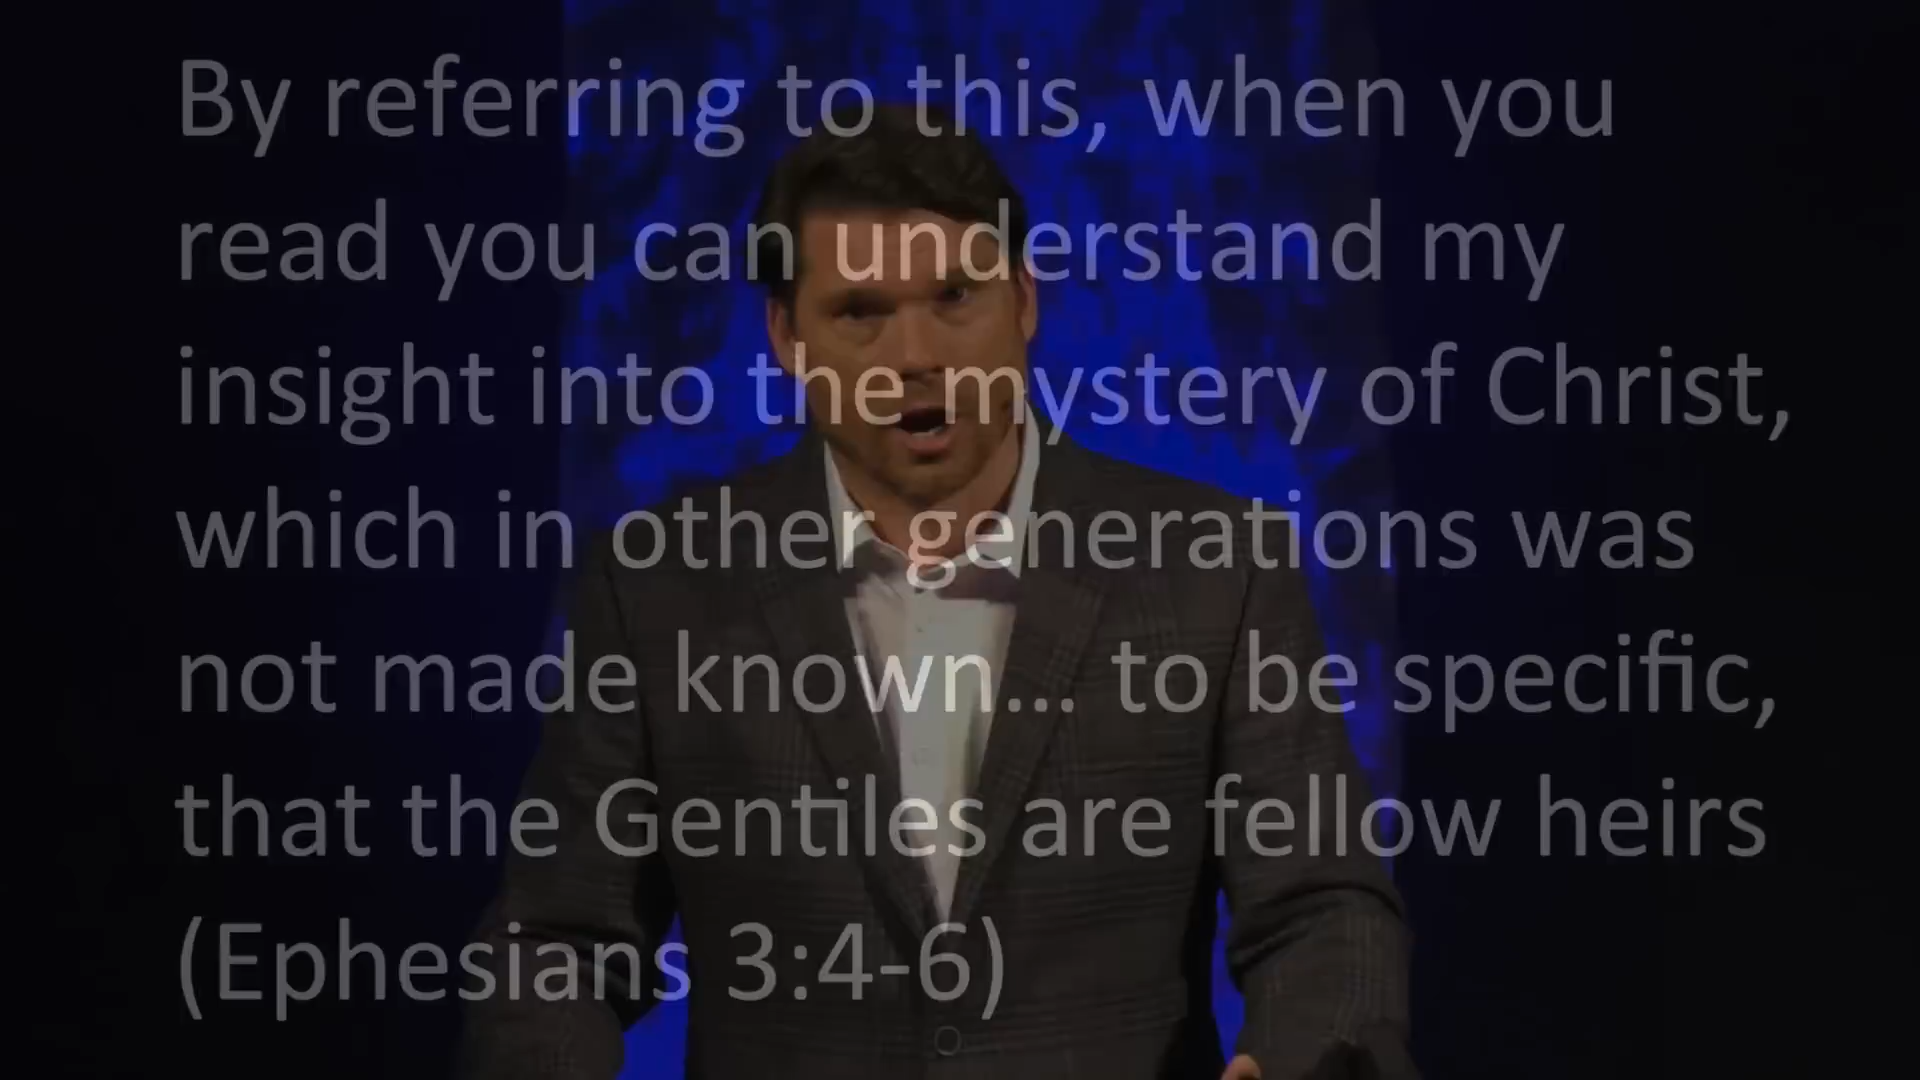 By referring to this, when you
read you can understand my
insight into the mystery of Christ,
which in other generations was
not made known... to be specific,
that the Gentiles are fellow heirs
(Ephesians 3:4-6)